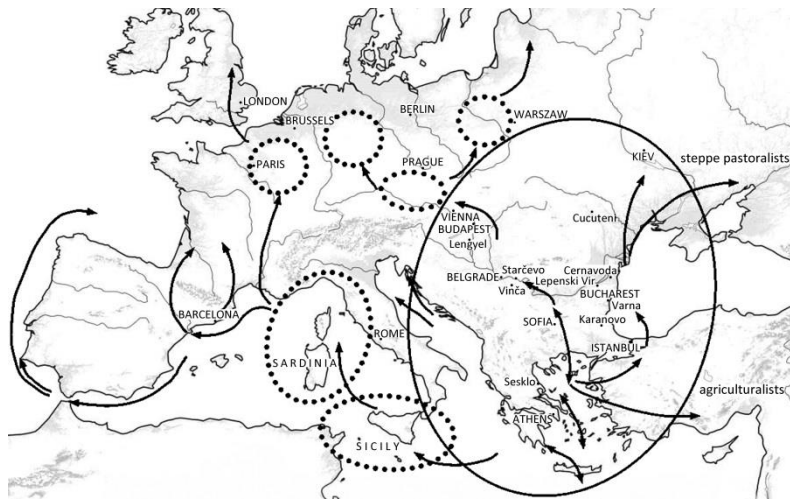 LONDON
BERLIN
BRUSSELS
WARSZAW
PARIS
PRAGUE
KIEV
steppe pastoralists
VIENNA
Cucuteni
BUDAPEST
Lengyel
BELGRADE
Starčevo
Cernavoda
Lepenski Vir
Vinča
BUCHAREST
Varna
BARCELONA
SOFIA
Karanovo
ROME
ISTANBUL
SARDINIA
Sesklo
agriculturalists
ATHENS
SICILY